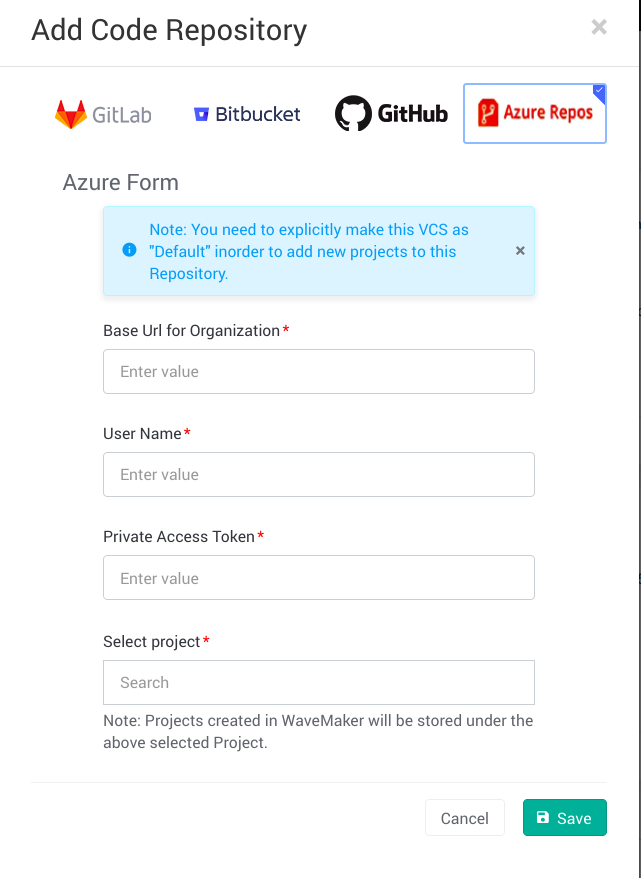 Add Code Repository
×
GitLab
Bitbucket
GitHub
Azure Repos
Azure Form
Note: You need to explicitly make this VCS as
"Default" inorder to add new projects to this
Repository.
×
Base Url for Organization*
Enter value
User Name*
Enter value
Private Access Token*
Enter value
Select project*
Search
Note: Projects created in WaveMaker will be stored under the
above selected Project.
Cancel
Save